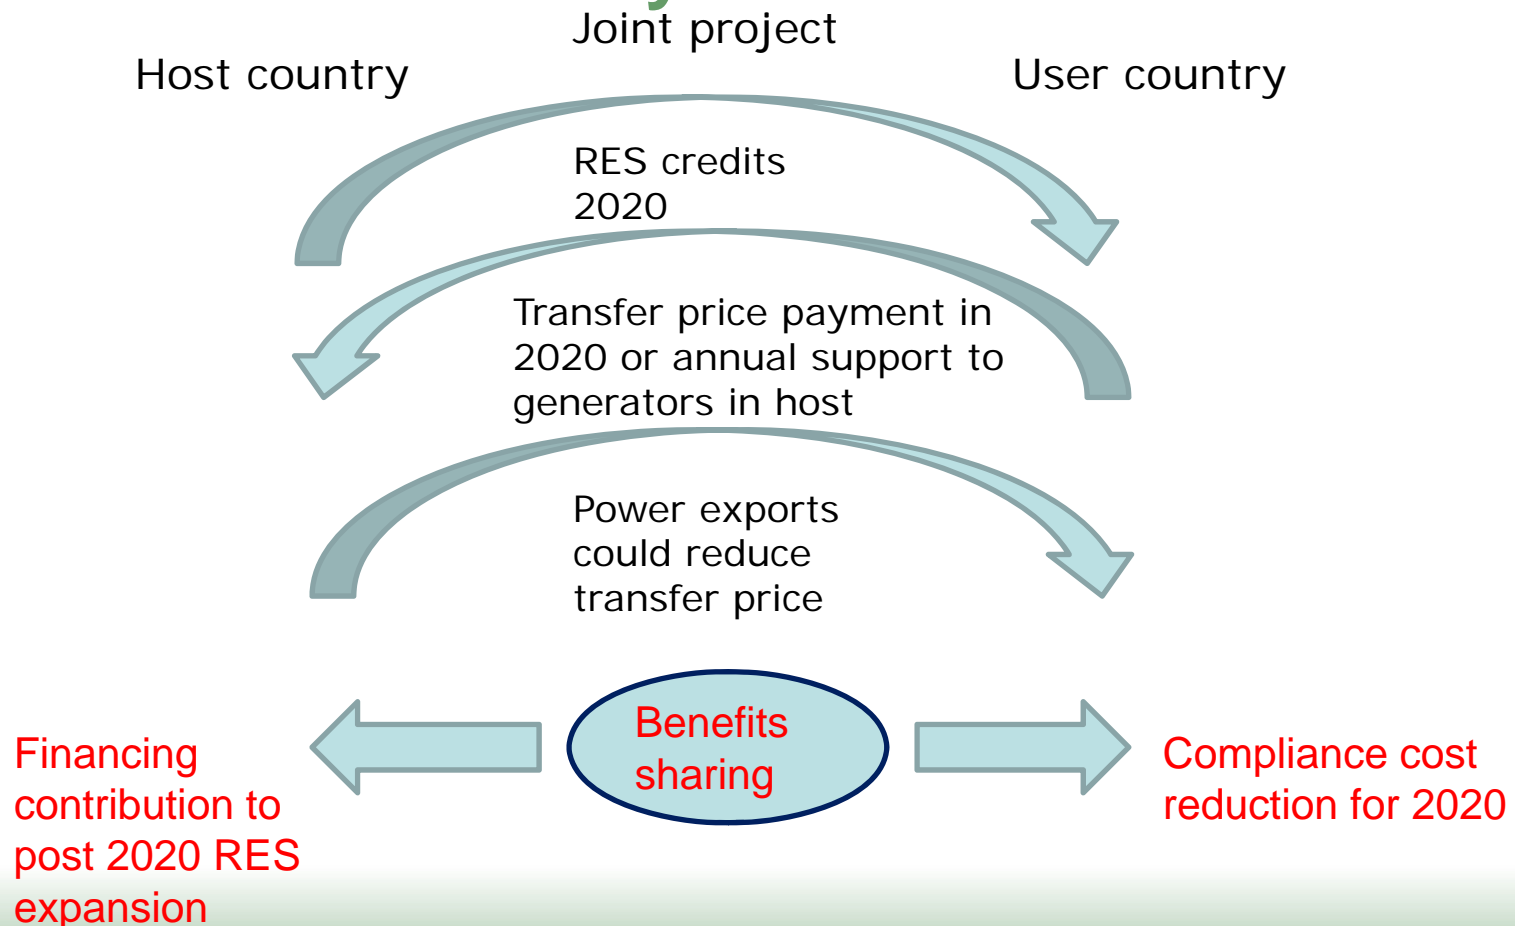 Joint project
Host country
User country
RES credits
2020
Transfer price payment in
2020 or annual support to
generators in host
Power exports
could reduce
transfer price
Benefits
sharing
Financing
contribution to
post 2020 RES
expansion
Compliance cost
reduction for 2020